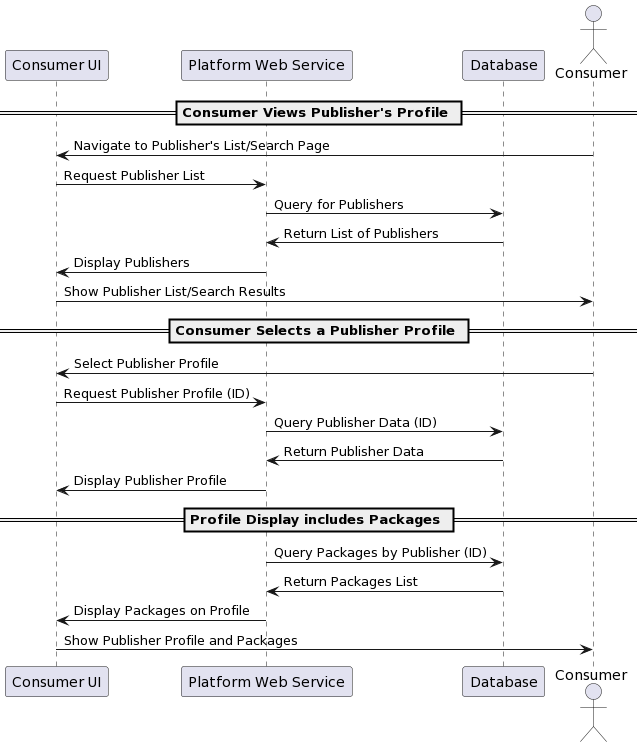 Consumer
Consumer UI
Platform Web Service
Database
Consumer Views Publisher's Profile
Navigate to Publisher's List/Search Page
Request Publisher List
Query for Publishers
Return List of Publishers
Display Publishers
Show Publisher List/Search Results
Consumer Selects a Publisher Profile
Select Publisher Profile
Request Publisher Profile (ID)
Query Publisher Data (ID)
Return Publisher Data
Display Publisher Profile
Profile Display includes Packages
Query Packages by Publisher (ID)
Return Packages List
Display Packages on Profile
Show Publisher Profile and Packages
Consumer UI
Platform Web Service
Database
Consumer